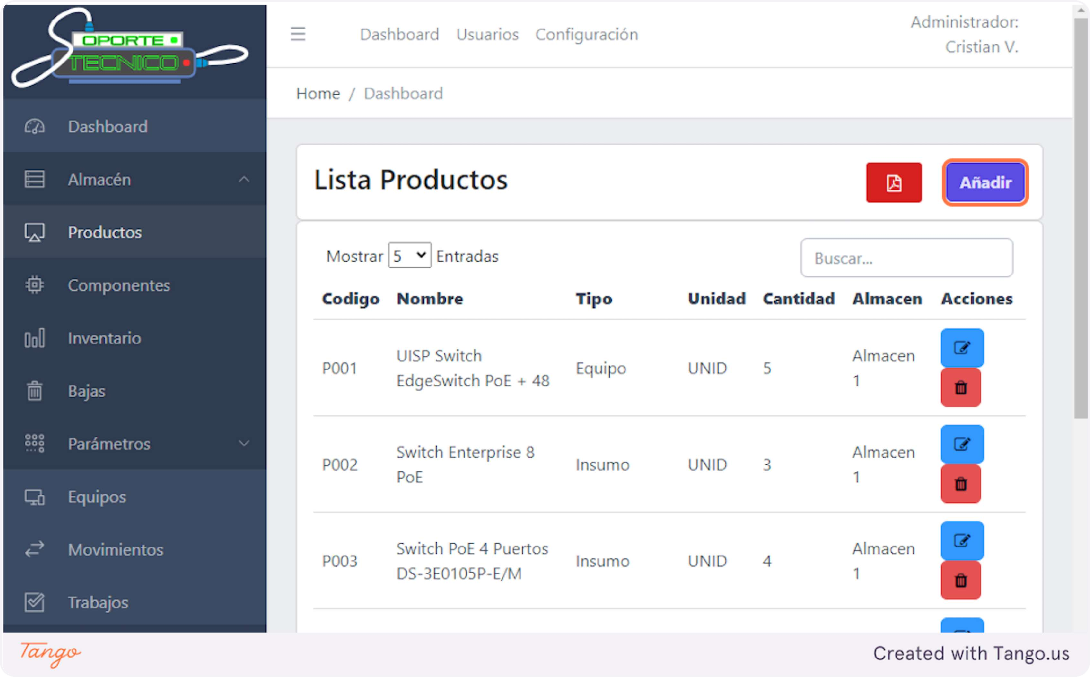 OPORTE
TECNICO
Dashboard
Almacén
Productos
Componentes
Inventario
Bajas
Parámetros
Equipos
Movimientos
Trabajos
Dashboard Usuarios Configuración
Administrador:
Cristian V.
Home / Dashboard
Lista Productos
Añadir
Mostrar 5 Entradas
Buscar...
Codigo Nombre Tipo Unidad Cantidad Almacen Acciones
P001 UISP Switch EdgeSwitch PoE + 48 Equipo UNID 5 Almacen 1
P002 Switch Enterprise 8 PoE Insumo UNID 3 Almacen 1
P003 Switch PoE 4 Puertos DS-3E0105P-E/M Insumo UNID 4 Almacen 1
Tango
Created with Tango.us